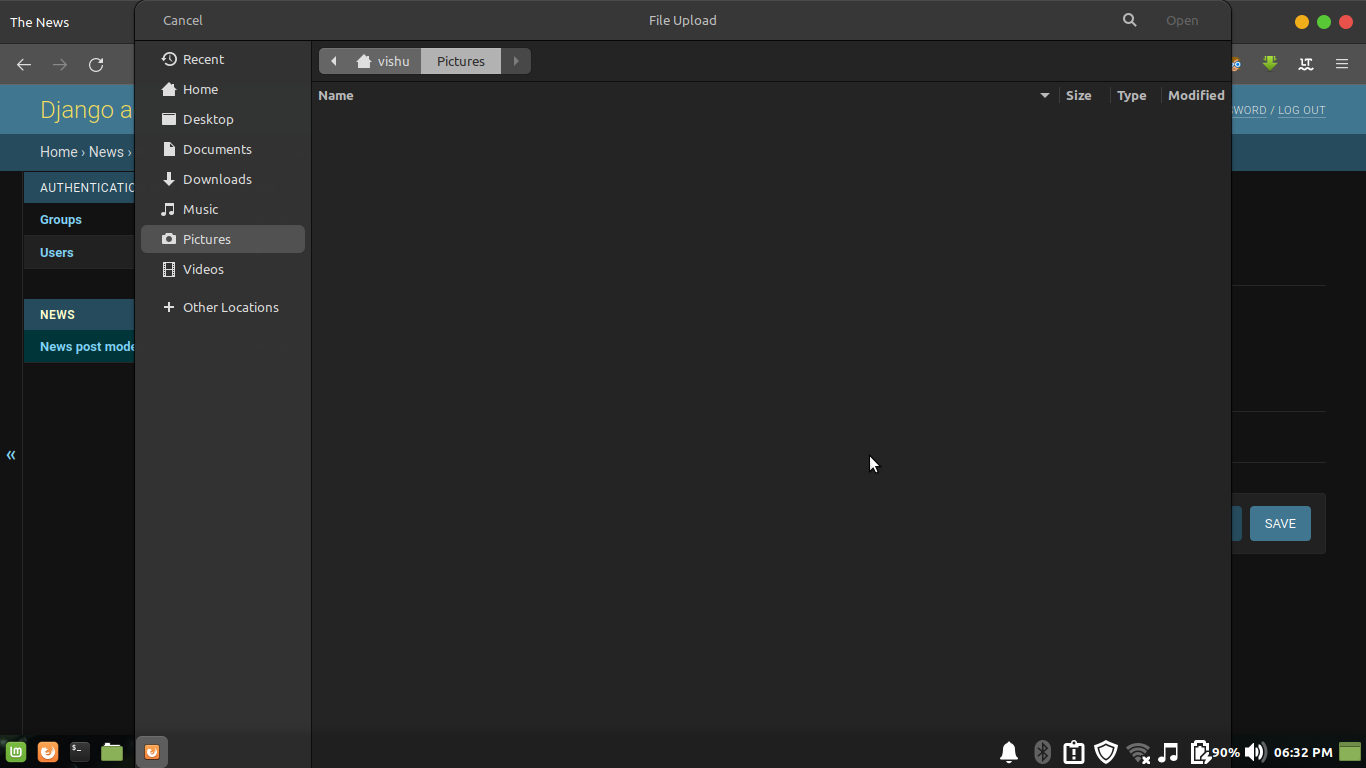 The News
Cancel
File Upload
Open
Recent
Home
Desktop
Documents
Downloads
Music
Pictures
Videos
Other Locations
vishu
Pictures
Name
Size
Type
Modified
Django a
SWORD / LOG OUT
Home › News ›
AUTHENTICATIO
Groups
Users
NEWS
News post mode
«
SAVE
90%
06:32 PM